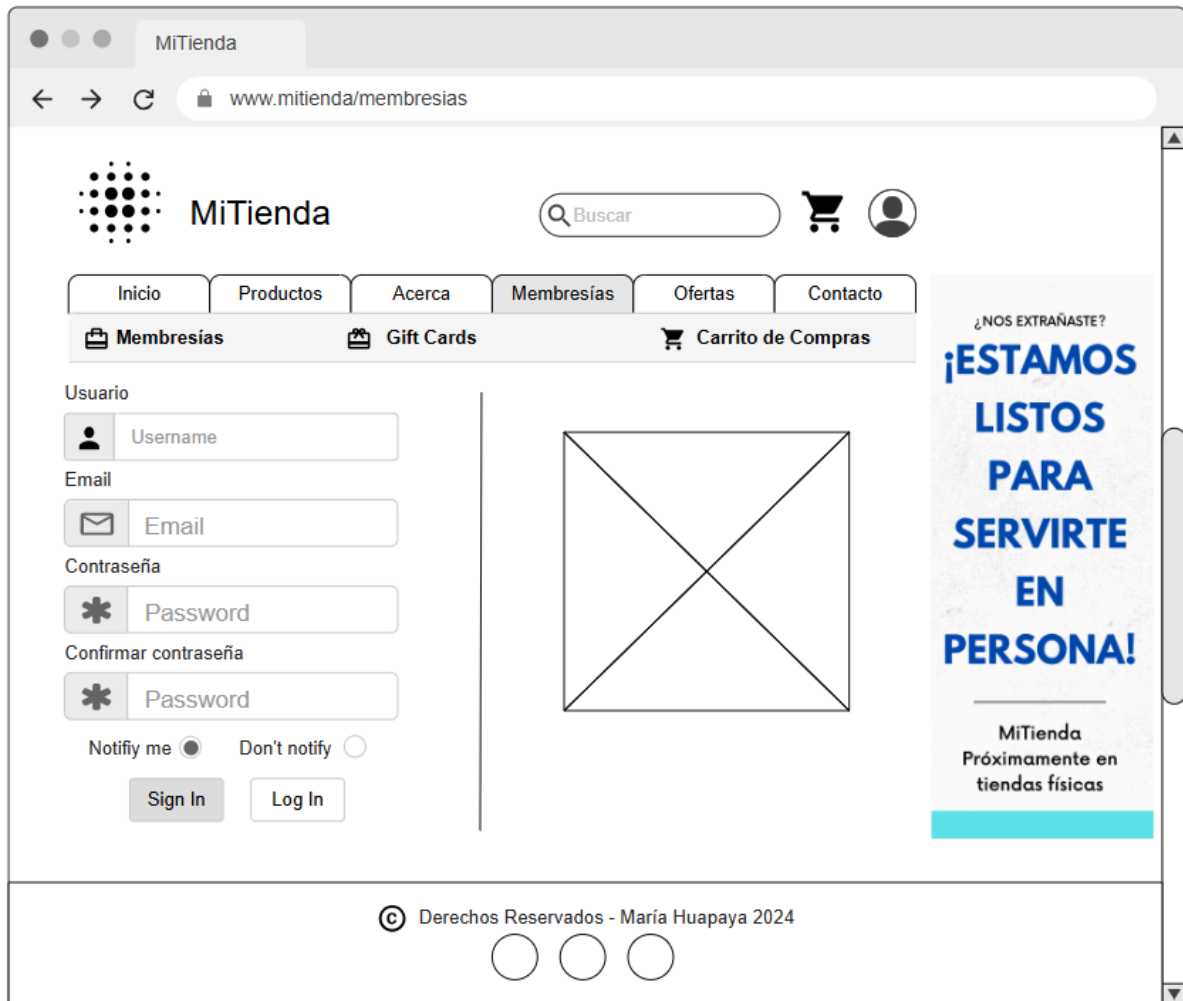 MiTienda
www.mitienda/membresias
MiTienda
Buscar
Inicio Productos Acerca Membresías Ofertas Contacto
Membresías Gift Cards Carrito de Compras
Usuario
Username
Email
Email
Contraseña
Password
Confirmar contraseña
Password
Notifiy me Don't notify
Sign In Log In
¿NOS EXTRAÑASTE?
¡ESTAMOS
LISTOS
PARA
SERVIRTE
EN
PERSONA!
MiTienda
Próximamente en
tiendas físicas
© Derechos Reservados - María Huapaya 2024